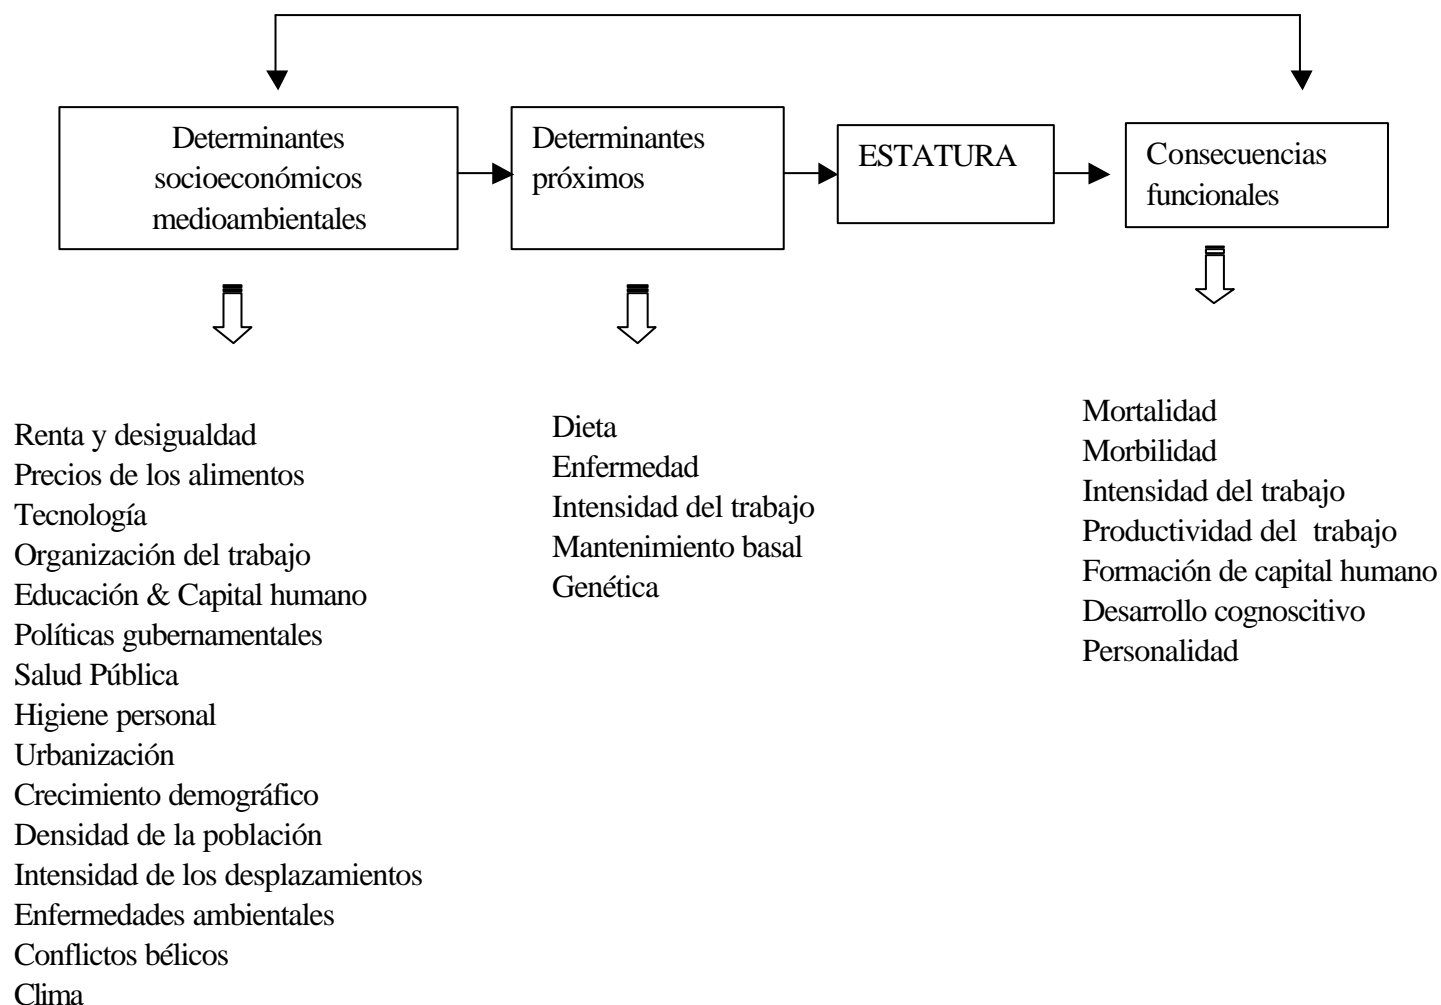 Determinantes
socioeconómicos
medioambientales
Determinantes
próximos
ESTATURA
Consecuencias
funcionales
Renta y desigualdad
Precios de los alimentos
Tecnología
Organización del trabajo
Educación & Capital humano
Políticas gubernamentales
Salud Pública
Higiene personal
Urbanización
Crecimiento demográfico
Densidad de la población
Intensidad de los desplazamientos
Enfermedades ambientales
Conflictos bélicos
Clima
Dieta
Enfermedad
Intensidad del trabajo
Mantenimiento basal
Genética
Mortalidad
Morbilidad
Intensidad del trabajo
Productividad del  trabajo
Formación de capital humano
Desarrollo cognoscitivo
Personalidad